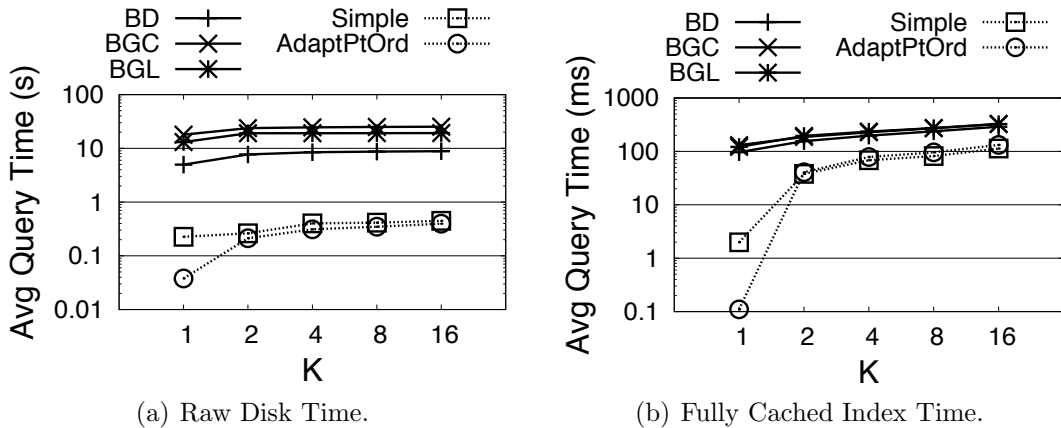 BD
BGC
BGL
Simple
AdaptPtOrd
Avg Query Time (s)
100
10
1
0.1
0.01
1 2 4 8 16
K
(a) Raw Disk Time.
BD
BGC
BGL
Simple
AdaptPtOrd
Avg Query Time (ms)
1000
100
10
1
0.1
1 2 4 8 16
K
(b) Fully Cached Index Time.